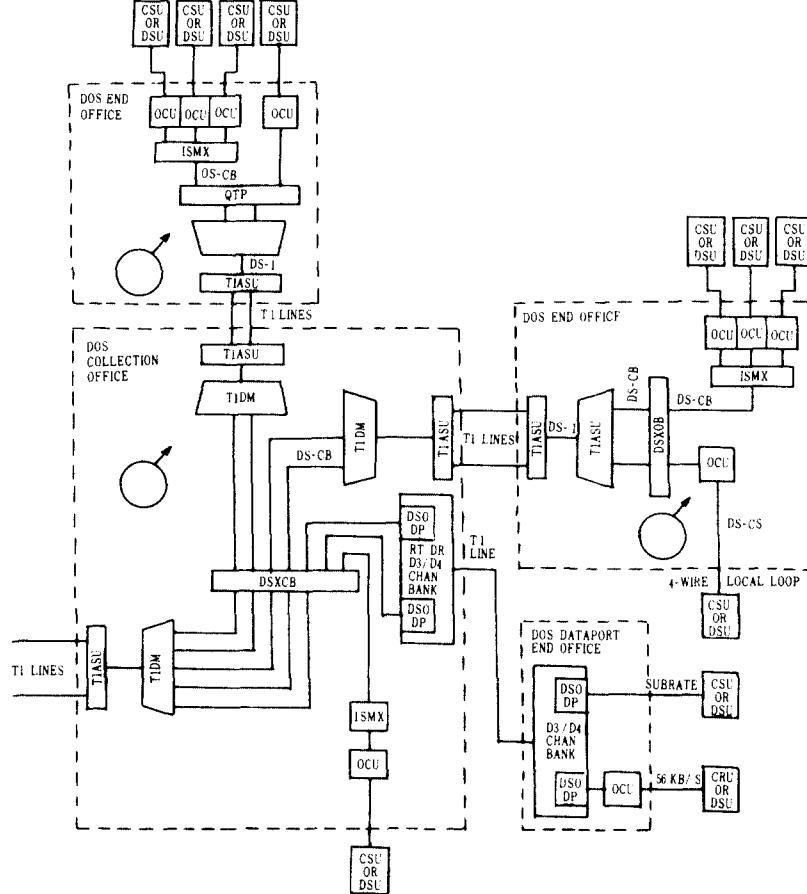 CSU
OR
DSU
CSU
OR
DSU
CSU
OR
DSU
CSU
OR
DSU
DOS END
OFFICE
OCU
OCU
OCU
OCU
ISMX
OS-CB
QTP
DS-1
T1ASU
T1 LINES
DOS
COLLECTION
OFFICE
T1ASU
T1DM
T1DM
DS-CB
T1ASU
T1 LINES
DSO
DP
RT DR
D3/D4
CHAN
BANK
DSO
DP
T1
LINE
DSXCB
T1 LINES
T1ASU
T1DM
ISMX
OCU
CSU
OR
DSU
CSU
OR
DSU
CSU
OR
DSU
CSU
OR
DSU
DOS END OFFICE
OCU
OCU
OCU
ISMX
T1ASU
DS-1
T1ASU
DS-CB
DSXOB
DS-CB
OCU
DS-CS
4-WIRE LOCAL LOOP
CSU
OR
DSU
DOS DATAPORT
END OFFICE
DSO
DP
D3/D4
CHAN
BANK
DSO
DP
OCU
SUBRATE
CSU
OR
DSU
56 KB/S
CRU
OR
DSU